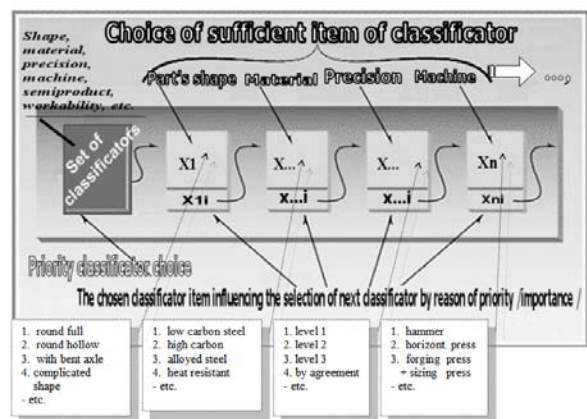 Choice of sufficient item of classificator
Shape,
material,
precision,
machine,
semiproduct,
workability, etc.
Part's shape Material Precision Machine
....,
Set of
classificators
X1
X1i
X...
X...i
X...
X...i
Xn
Xni
Priority classificator choice
The chosen classificator item influencing the selection of next classificator by reason of priority /importance /
1. round full
2. round hollow
3. with bent axle
4. complicated
shape
- etc.
1. low carbon steel
2. high carbon
3. alloyed steel
4. heat resistant
- etc.
1. level 1
2. level 2
3. level 3
4. by agreement
- etc.
1. hammer
2. horizont. press
3. forging press
+ sizing press
- etc.